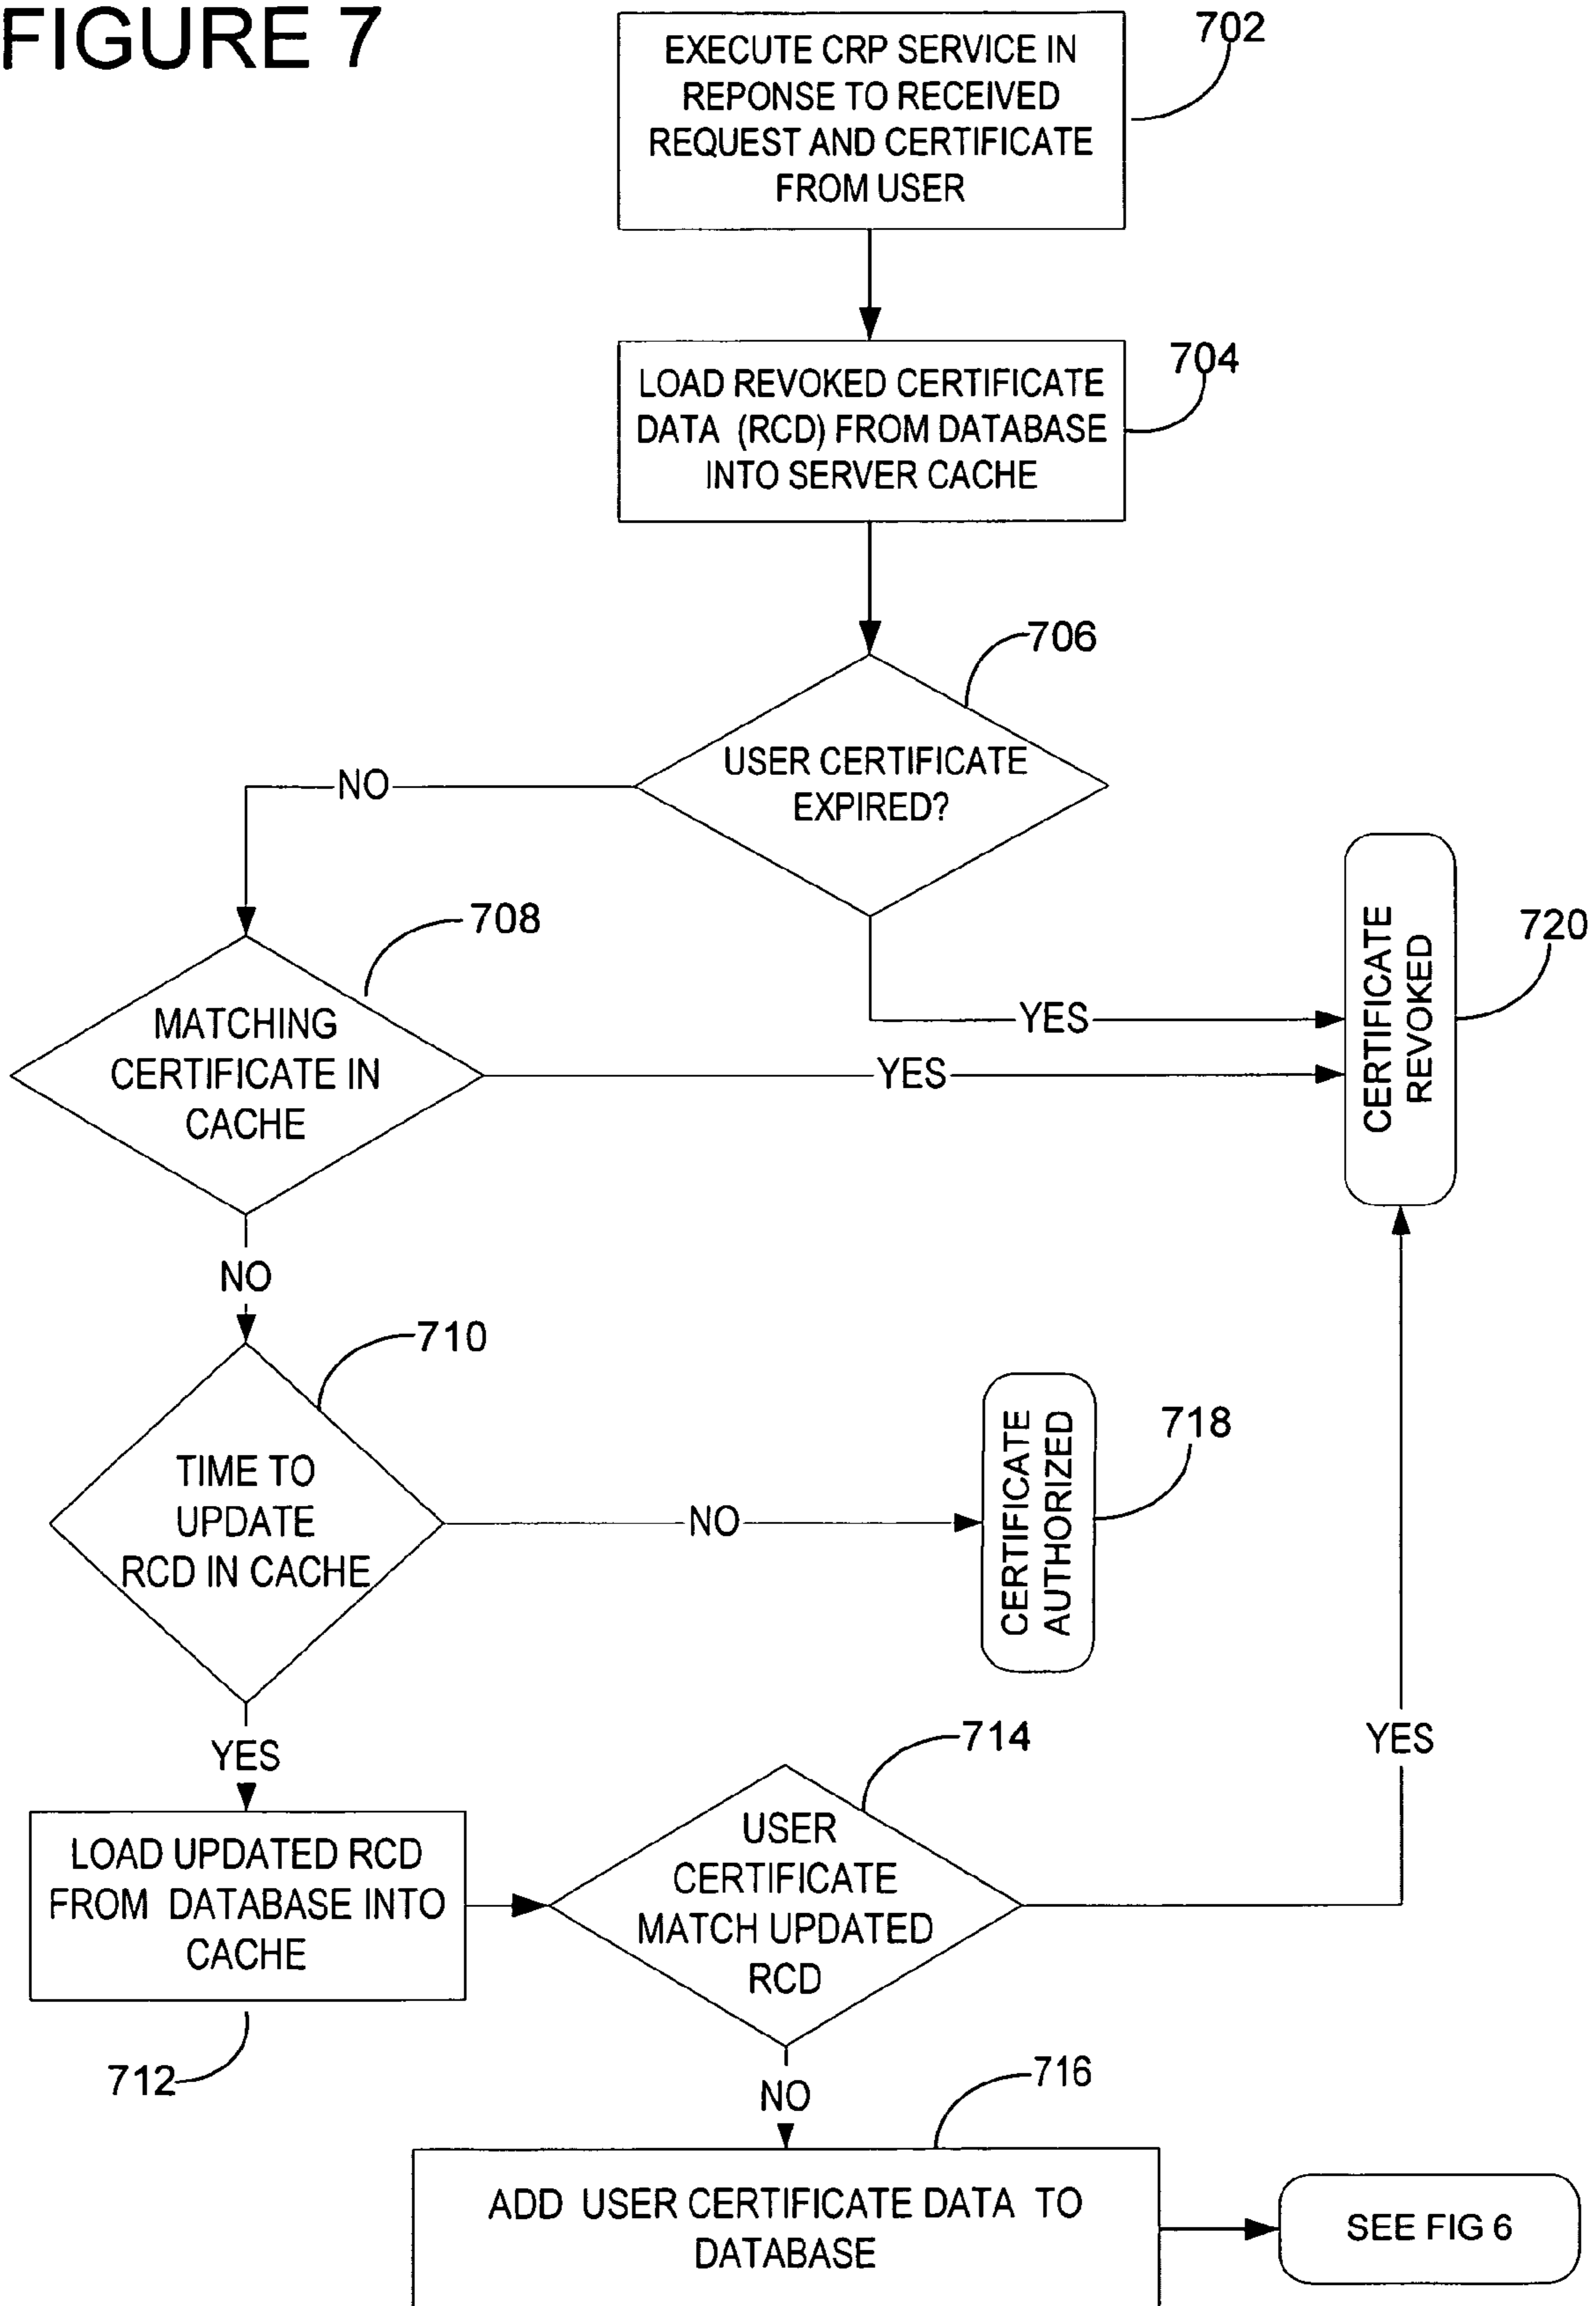 FIGURE 7
EXECUTE CRP SERVICE IN
REPONSE TO RECEIVED
REQUEST AND CERTIFICATE
FROM USER
702
LOAD REVOKED CERTIFICATE
DATA (RCD) FROM DATABASE
INTO SERVER CACHE
704
706
USER CERTIFICATE
EXPIRED?
NO
YES
708
MATCHING
CERTIFICATE IN
CACHE
YES
CERTIFICATE
REVOKED
720
NO
710
TIME TO
UPDATE
RCD IN CACHE
NO
CERTIFICATE
AUTHORIZED
718
YES
LOAD UPDATED RCD
FROM DATABASE INTO
CACHE
712
714
USER
CERTIFICATE
MATCH UPDATED
RCD
YES
NO
716
ADD USER CERTIFICATE DATA TO
DATABASE
SEE FIG 6